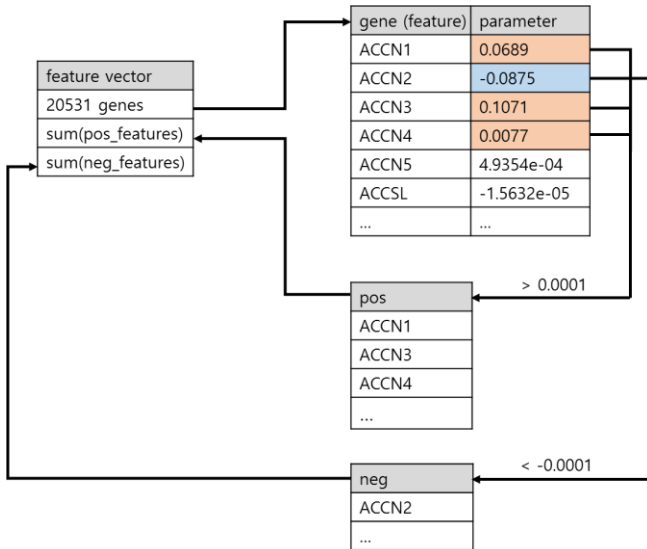 feature vector
20531 genes
sum(pos_features)
sum(neg_features)
gene (feature) parameter
ACCN1 0.0689
ACCN2 -0.0875
ACCN3 0.1071
ACCN4 0.0077
ACCN5 4.9354e-04
ACCSL -1.5632e-05
... ...
> 0.0001
pos
ACCN1
ACCN3
ACCN4
...
< -0.0001
neg
ACCN2
...